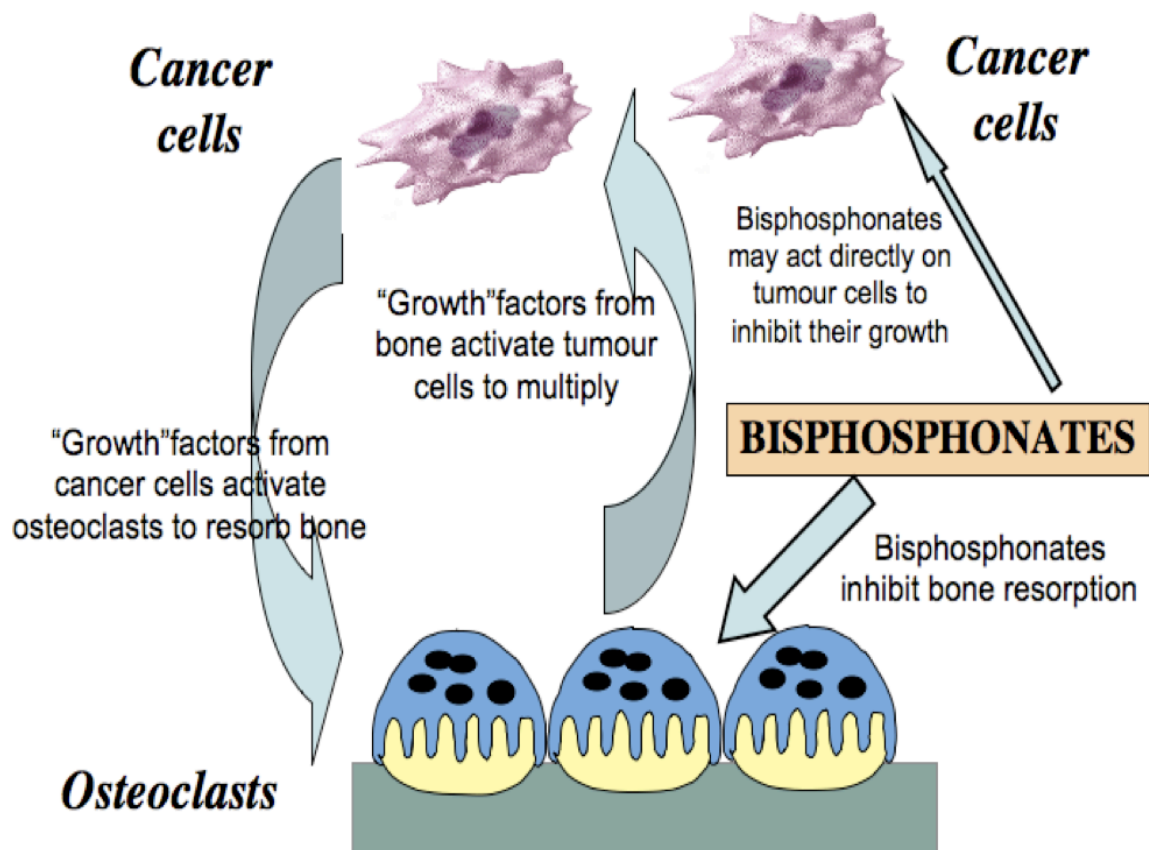 Cancer
cells
Cancer
cells
Bisphosphonates
may act directly on
tumour cells to
inhibit their growth
“Growth”factors from
bone activate tumour
cells to multiply
“Growth”factors from
cancer cells activate
osteoclasts to resorb bone
BISPHOSPHONATES
Bisphosphonates
inhibit bone resorption
Osteoclasts